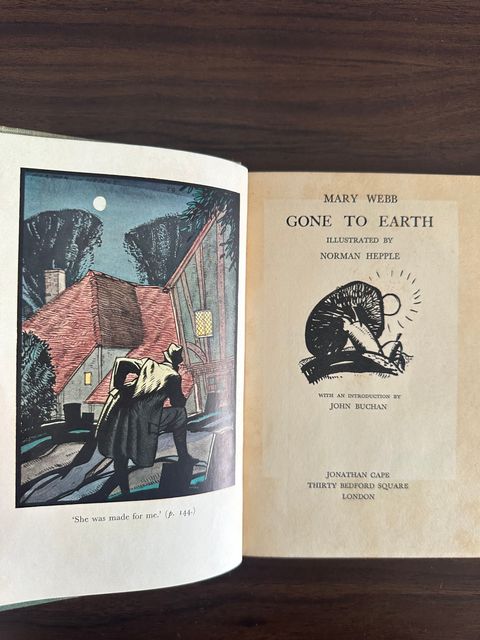 'She was made for me.' (p. 144.)
MARY WEBB
GONE TO EARTH
ILLUSTRATED BY
NORMAN HEPPLE
WITH AN INTRODUCTION BY
JOHN BUCHAN
JONATHAN CAPE
THIRTY BEDFORD SQUARE
LONDON